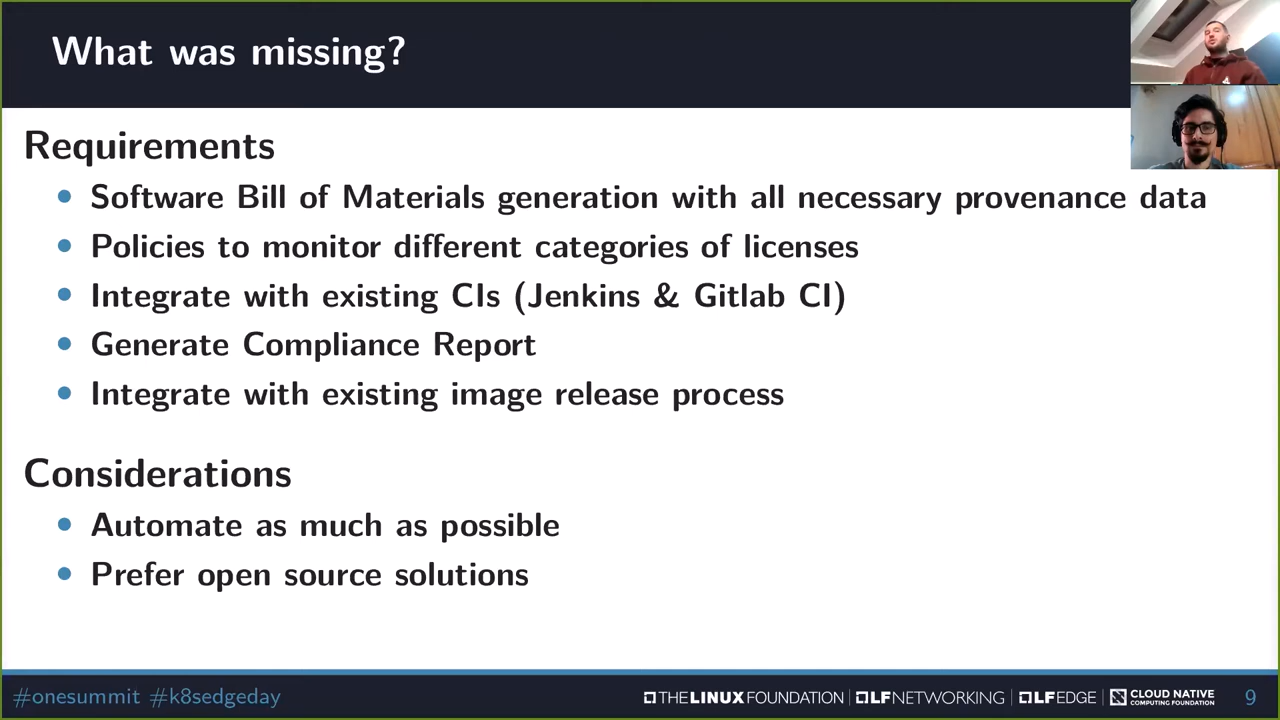 What was missing?
Requirements
• Software Bill of Materials generation with all necessary provenance data
• Policies to monitor different categories of licenses
• Integrate with existing CIs (Jenkins & Gitlab CI)
• Generate Compliance Report
• Integrate with existing image release process
Considerations
• Automate as much as possible
• Prefer open source solutions
#onesummit #k8sedgeday
THE LINUX FOUNDATION | LF NETWORKING | LF EDGE | CLOUD NATIVE COMPUTING FOUNDATION
9